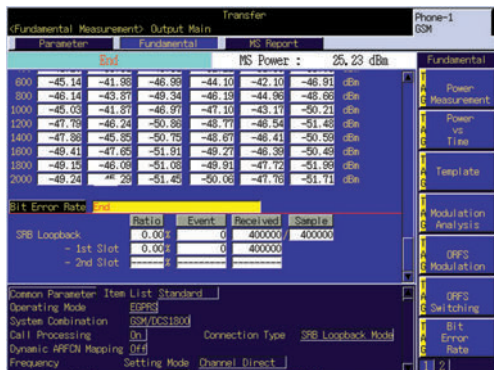 Transfer
<Fundamental Measurement> Output Main
Phone-1
GSM
Parameter Fundamental MS Report
End MS Power : 25.23 dBm
Fundamental
600 -45.14 -41.98 -46.99 -44.10 -42.10 -46.91 dBm
800 -46.14 -43.87 -49.34 -46.19 -44.96 -48.66 dBm
1000 -45.03 -41.87 -46.97 -47.10 -43.17 -50.21 dBm
1200 -47.79 -46.24 -50.86 -48.77 -46.54 -51.48 dBm
1400 -47.86 -45.85 -50.75 -48.67 -46.41 -50.59 dBm
1600 -49.41 -47.65 -51.91 -49.27 -46.39 -50.49 dBm
1800 -49.15 -46.09 -51.08 -49.91 -47.72 -51.99 dBm
2000 -49.24 -51.45 -50.06 -47.76 -51.71 dBm
Bit Error Rate End
Ratio Event Received Sample
SRB Loopback 0.00% 0 400000/ 400000
- 1st Slot 0.00% 0 400000
- 2nd Slot -----% ------ ------
Common Parameter Item List Standard
Operating Mode EGPRS
System Combination GSM/DCS1800
Call Processing On Connection Type SRB Loopback Mode
Dynamic ARFCN Mapping Off
Frequency Setting Mode Channel Direct
TAG Power Measurement
TAG Power vs Time
TAG Template
TAG Modulation Analysis
TAG ORFS Modulation
TAG ORFS Switching
TAG Bit Error Rate
1 2